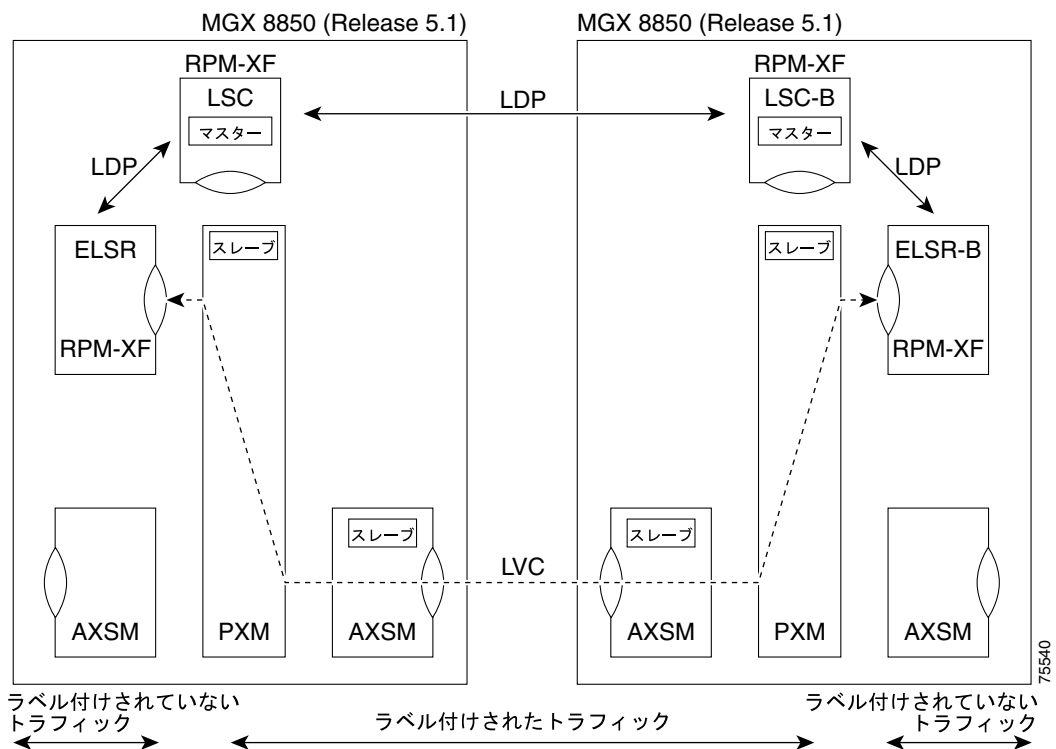 MGX 8850 (Release 5.1)
MGX 8850 (Release 5.1)
RPM-XF
LSC
マスター
LDP
RPM-XF
LSC-B
マスター
LDP
LDP
ELSR
RPM-XF
スレーブ
スレーブ
ELSR-B
RPM-XF
スレーブ
スレーブ
LVC
AXSM
PXM
AXSM
AXSM
PXM
AXSM
75540
ラベル付けされていない
トラフィック
ラベル付けされたトラフィック
ラベル付けされていない
トラフィック